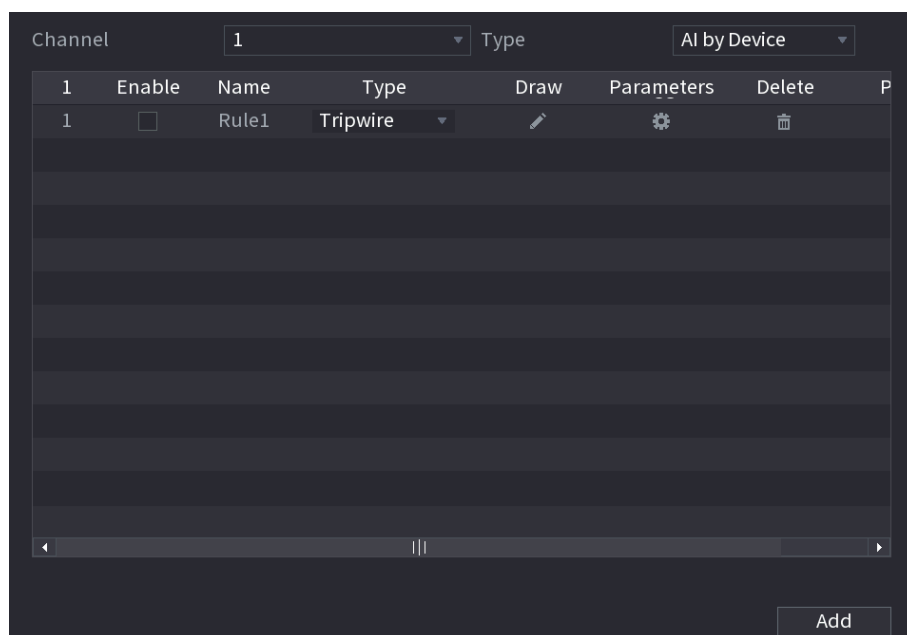 Channel 1 Type AI by Device
1 Enable Name Type Draw Parameters Delete P
1 Rule1 Tripwire
Add